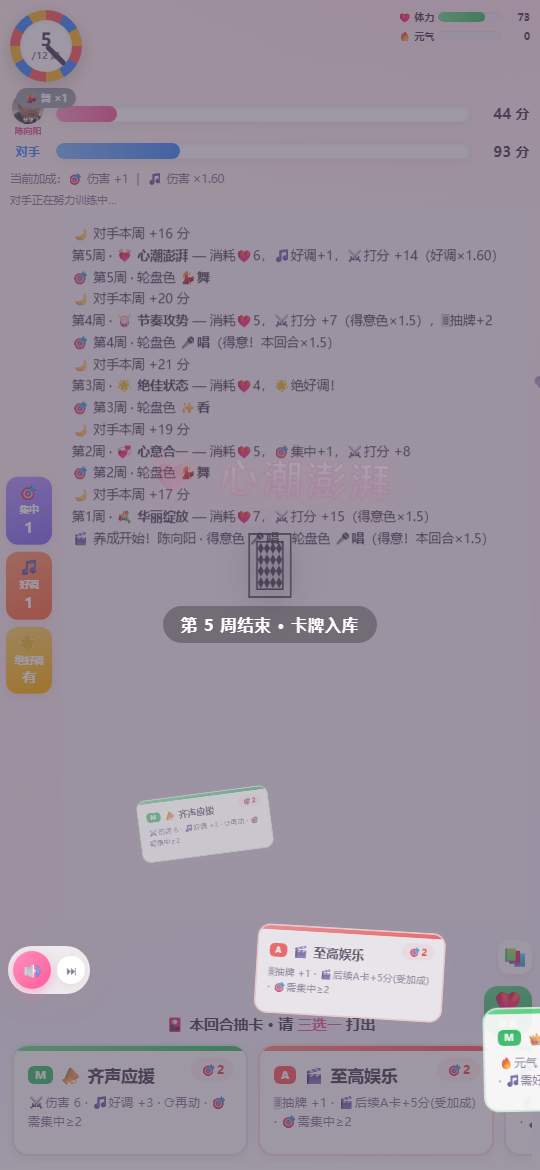 5
/12
体力 73
元气 0
舞 ×1
陈向阳
44 分
对手
93 分
当前加成: 伤害 +1 | 伤害 ×1.60
对手正在努力训练中...
对手本周 +16 分
第5周 · 心潮澎湃 — 消耗 6, 好调+1, 打分 +14（好调×1.60）
第5周 · 轮盘色 舞
对手本周 +20 分
第4周 · 节奏攻势 — 消耗 5, 打分 +7（得意色×1.5）, 抽牌+2
第4周 · 轮盘色 唱（得意！本回合×1.5）
对手本周 +21 分
第3周 · 绝佳状态 — 消耗 4, 绝好调!
第3周 · 轮盘色 看
对手本周 +19 分
第2周 · 心意合一 — 消耗 5, 集中+1, 打分 +8
第2周 · 轮盘色 舞
心潮澎湃
对手本周 +17 分
第1周 · 华丽绽放 — 消耗 7, 打分 +15（得意色×1.5）
养成开始！陈向阳 · 得意色 唱 轮盘色 唱（得意！本回合×1.5）
集中
1
好调
1
绝好调
有
第 5 周结束 • 卡牌入库
M 齐声应援 2
伤害 6 · 好调 +3 · 再动 ·
需集中≥2
A 至高娱乐 2
抽牌 +1 · 后续A卡+5分(受加成)
· 需集中≥2
本回合抽卡 • 请 三选一 打出
M
元气
· 需好
M 齐声应援 2
伤害 6 · 好调 +3 · 再动 ·
需集中≥2
A 至高娱乐 2
抽牌 +1 · 后续A卡+5分(受加成)
· 需集中≥2